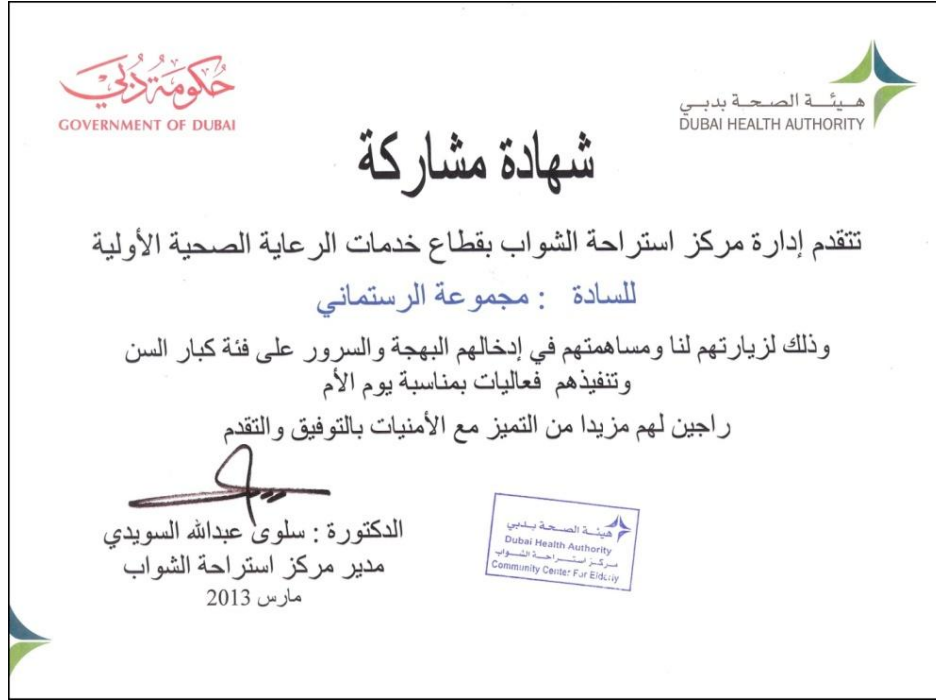 حكومة دبي
GOVERNMENT OF DUBAI
هيئة الصحة بدبي
DUBAI HEALTH AUTHORITY
شهادة مشاركة
تتقدم إدارة مركز استراحة الشواب بقطاع خدمات الرعاية الصحية الأولية
للسادة : مجموعة الرستماني
وذلك لزيارتهم لنا ومساهمتهم في إدخالهم البهجة والسرور على فئة كبار السن
وتنفيذهم فعاليات بمناسبة يوم الأم
راجين لهم مزيدا من التميز مع الأمنيات بالتوفيق والتقدم
الدكتورة : سلوى عبدالله السويدي
مدير مركز استراحة الشواب
مارس 2013
هيئة الصحة بدبي
Dubai Health Authority
مركز استراحة الشواب
Community Center For Elderly